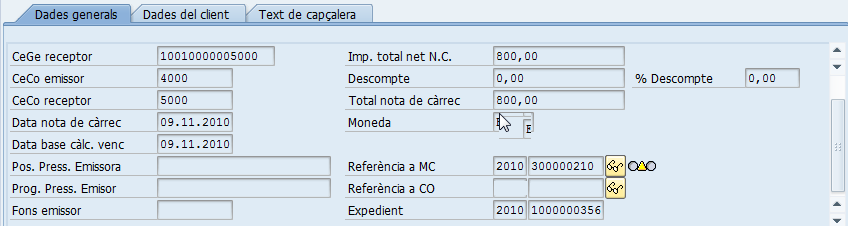 Dades generals Dades del client Text de capçalera
CeGe receptor 10010000005000 Imp. total net N.C. 800,00
CeCo emissor 4000 Descompte 0,00 % Descompte 0,00
CeCo receptor 5000 Total nota de càrrec 800,00
Data nota de càrrec 09.11.2010 Moneda
Data base càlc. venc 09.11.2010
Pos. Press. Emissora Referència a MC 2010 300000210
Prog. Press. Emisor Referència a CO
Fons emissor Expedient 2010 1000000356